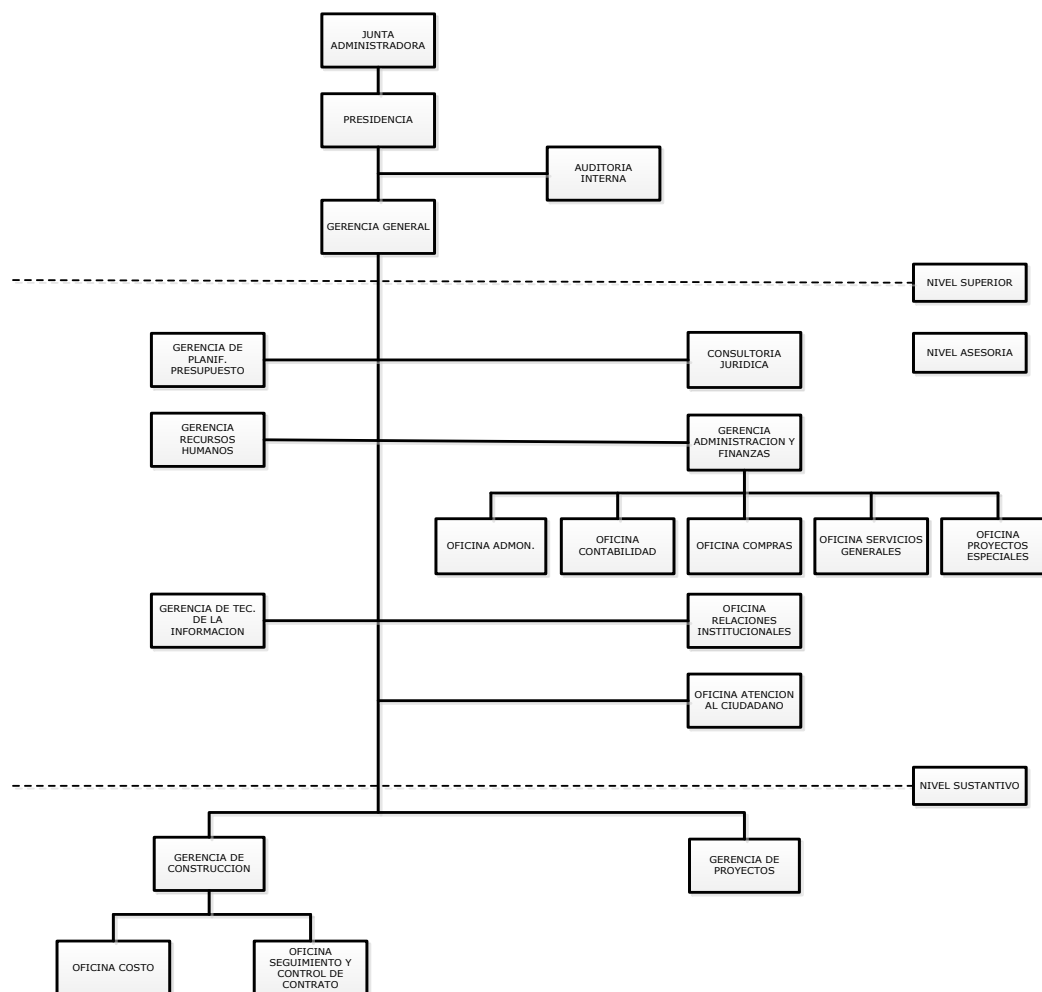 JUNTA
ADMINISTRADORA
PRESIDENCIA
AUDITORIA
INTERNA
GERENCIA GENERAL
NIVEL SUPERIOR
GERENCIA DE
PLANIF.
PRESUPUESTO
CONSULTORIA
JURIDICA
NIVEL ASESORIA
GERENCIA
RECURSOS
HUMANOS
GERENCIA
ADMINISTRACION Y
FINANZAS
OFICINA ADMON.
OFICINA
CONTABILIDAD
OFICINA COMPRAS
OFICINA SERVICIOS
GENERALES
OFICINA
PROYECTOS
ESPECIALES
GERENCIA DE TEC.
DE LA
INFORMACION
OFICINA
RELACIONES
INSTITUCIONALES
OFICINA ATENCION
AL CIUDADANO
NIVEL SUSTANTIVO
GERENCIA DE
CONSTRUCCION
GERENCIA DE
PROYECTOS
OFICINA COSTO
OFICINA
SEGUIMIENTO Y
CONTROL DE
CONTRATO